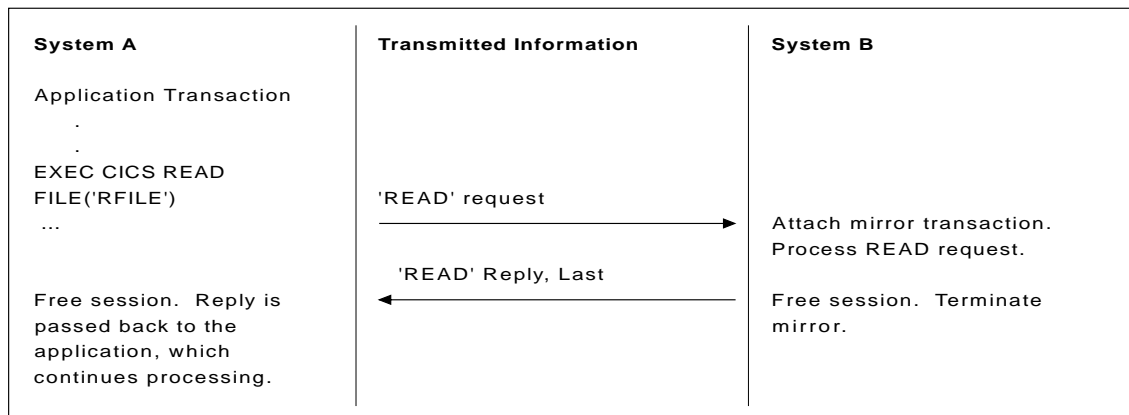 System A
Transmitted Information
System B
Application Transaction
.
.
EXEC CICS READ
FILE('RFILE')
...
'READ' request
Attach mirror transaction.
Process READ request.
'READ' Reply, Last
Free session. Reply is
passed back to the
application, which
continues processing.
Free session. Terminate
mirror.